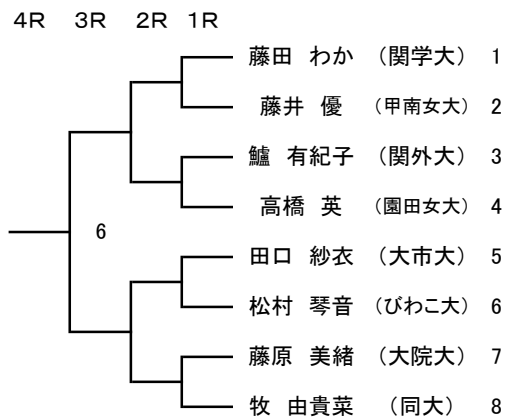 4R 3R 2R 1R
藤田 わか (関学大) 1
藤井 優 (甲南女大) 2
鱸 有紀子 (関外大) 3
高橋 英 (園田女大) 4
6
田口 紗衣 (大市大) 5
松村 琴音 (びわこ大) 6
藤原 美緒 (大院大) 7
牧 由貴菜 (同大) 8